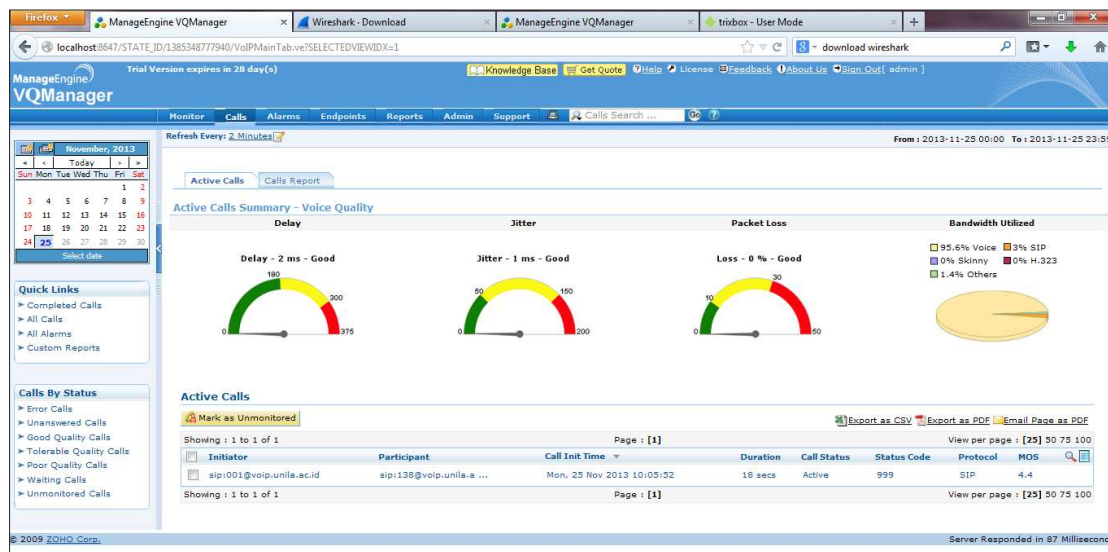 Firefox
ManageEngine VQManager
Wireshark · Download
ManageEngine VQManager
trixbox - User Mode
localhost:8647/STATE_ID/1385348777940/VoIPMainTab.ve?SELECTEDVIEWIDX=1
download wireshark
ManageEngine
VQManager
Trial Version expires in 28 day(s)
Knowledge Base Get Quote Help License Feedback About Us Sign Out[ admin ]
Monitor Calls Alarms Endpoints Reports Admin Support Calls Search ... Go
Refresh Every: 2 Minutes
From : 2013-11-25 00:00 To : 2013-11-25 23:59
November, 2013
« ‹ Today › »
Sun Mon Tue Wed Thu Fri Sat
1 2
3 4 5 6 7 8 9
10 11 12 13 14 15 16
17 18 19 20 21 22 23
24 25 26 27 28 29 30
Select date
Quick Links
Completed Calls
All Calls
All Alarms
Custom Reports
Calls By Status
Error Calls
Unanswered Calls
Good Quality Calls
Tolerable Quality Calls
Poor Quality Calls
Waiting Calls
Unmonitored Calls
Active Calls Calls Report
Active Calls Summary - Voice Quality
Delay Jitter Packet Loss Bandwidth Utilized
Delay - 2 ms - Good
0 180 300 375
Jitter - 1 ms - Good
0 50 150 200
Loss - 0 % - Good
0 10 30 50
95.6% Voice 3% SIP
0% Skinny 0% H.323
1.4% Others
Active Calls
Mark as Unmonitored
Export as CSV Export as PDF Email Page as PDF
Showing : 1 to 1 of 1 Page : [1] View per page : [25] 50 75 100
Initiator Participant Call Init Time Duration Call Status Status Code Protocol MOS
sip:001@voip.unila.ac.id sip:138@voip.unila.a ... Mon, 25 Nov 2013 10:05:52 18 secs Active 999 SIP 4.4
Showing : 1 to 1 of 1 Page : [1] View per page : [25] 50 75 100
© 2009 ZOHO Corp. Server Responded in 87 Millisecond